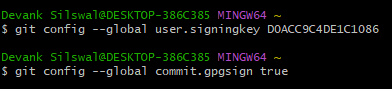 Devank Silswal@DESKTOP-386C385 MINGW64 ~
$ git config --global user.signingkey D0ACC9C4DE1C1086
Devank Silswal@DESKTOP-386C385 MINGW64 ~
$ git config --global commit.gpgsign true